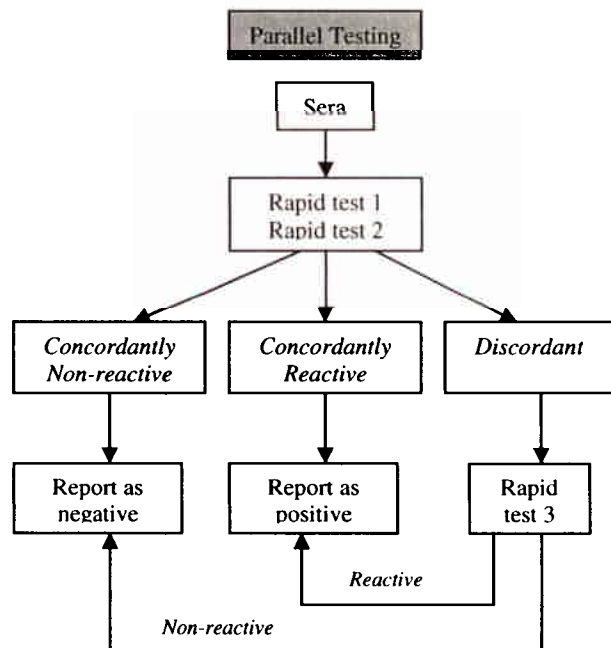 Parallel Testing
Sera
Rapid test 1
Rapid test 2
Concordantly
Non-reactive
Concordantly
Reactive
Discordant
Report as
negative
Report as
positive
Rapid
test 3
Reactive
Non-reactive